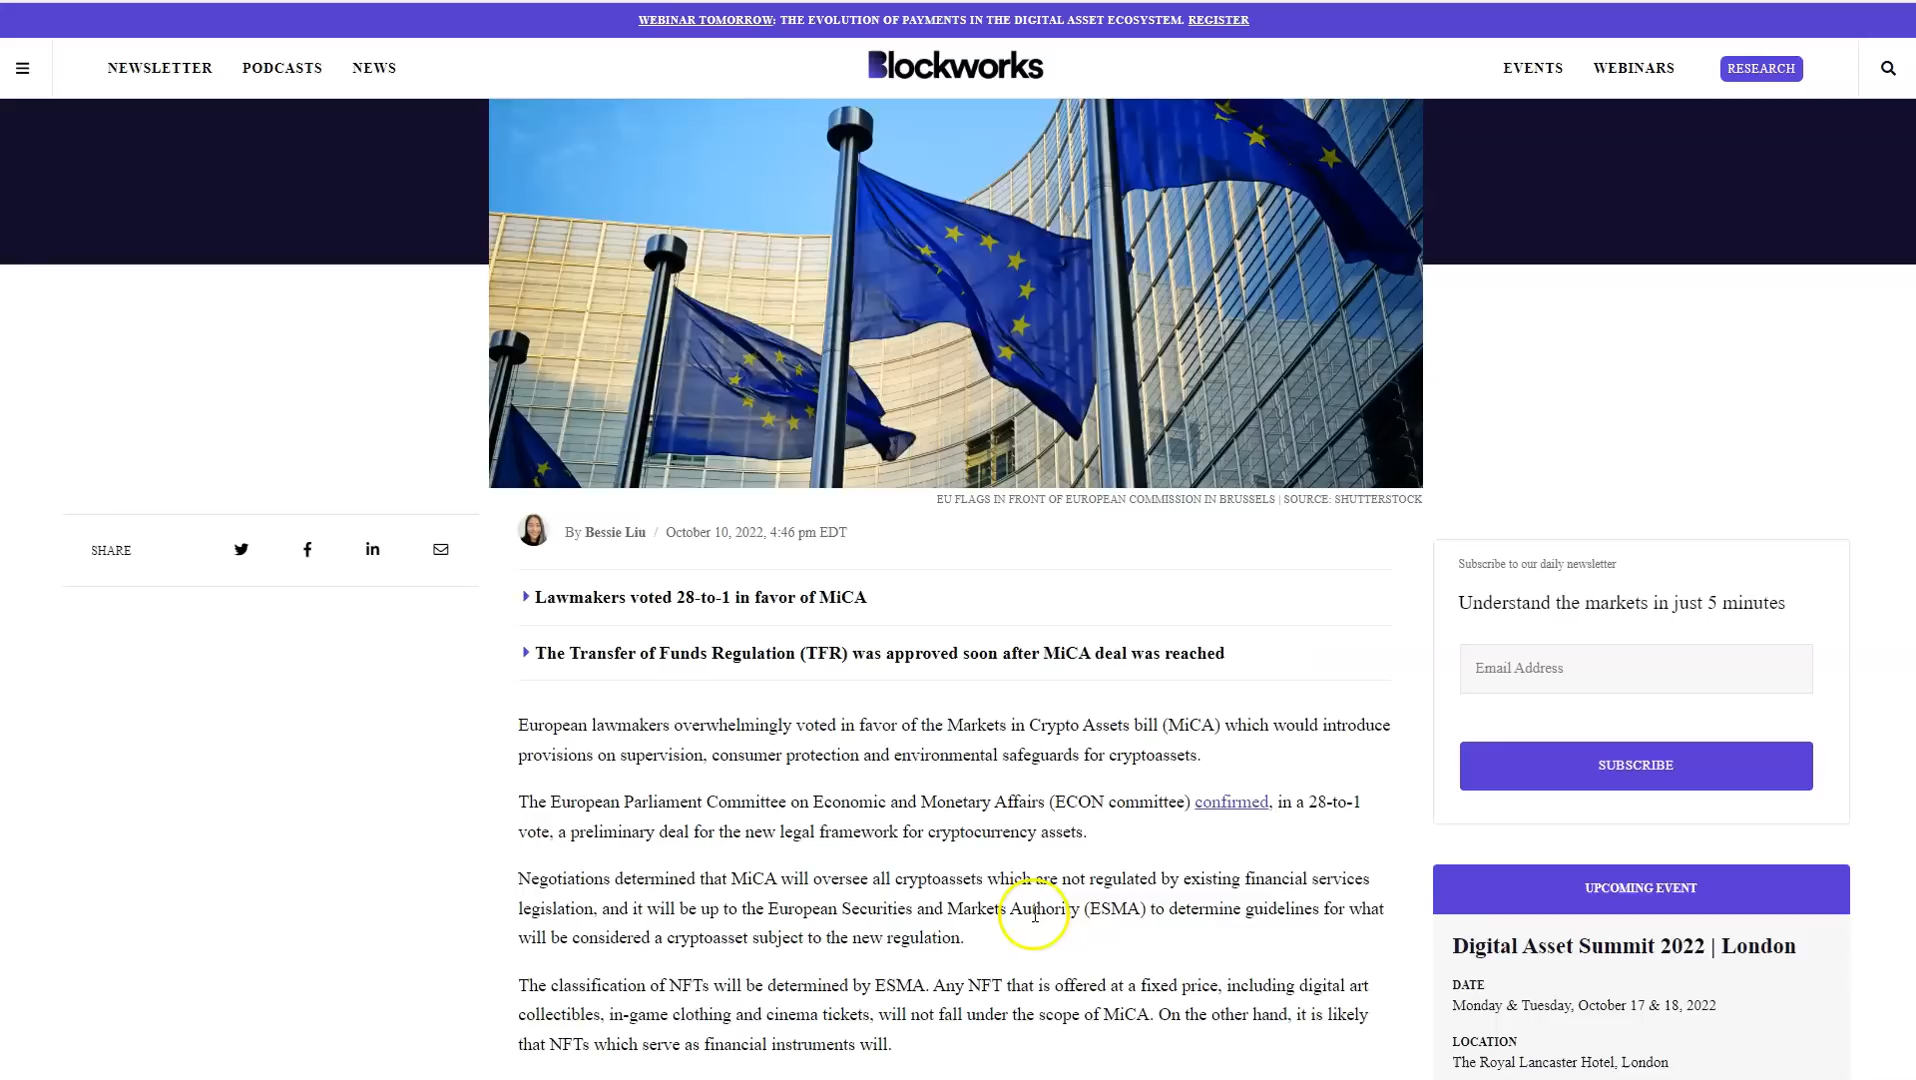 WEBINAR TOMORROW: THE EVOLUTION OF PAYMENTS IN THE DIGITAL ASSET ECOSYSTEM. REGISTER
NEWSLETTER
PODCASTS
NEWS
Blockworks
EVENTS
WEBINARS
RESEARCH
EU FLAGS IN FRONT OF EUROPEAN COMMISSION IN BRUSSELS | SOURCE: SHUTTERSTOCK
SHARE
By Bessie Liu / October 10, 2022, 4:46 pm EDT
Lawmakers voted 28-to-1 in favor of MiCA
The Transfer of Funds Regulation (TFR) was approved soon after MiCA deal was reached
European lawmakers overwhelmingly voted in favor of the Markets in Crypto Assets bill (MiCA) which would introduce
provisions on supervision, consumer protection and environmental safeguards for cryptoassets.
The European Parliament Committee on Economic and Monetary Affairs (ECON committee) confirmed, in a 28-to-1
vote, a preliminary deal for the new legal framework for cryptocurrency assets.
Negotiations determined that MiCA will oversee all cryptoassets which are not regulated by existing financial services
legislation, and it will be up to the European Securities and Markets Authority (ESMA) to determine guidelines for what
will be considered a cryptoasset subject to the new regulation.
The classification of NFTs will be determined by ESMA. Any NFT that is offered at a fixed price, including digital art
collectibles, in-game clothing and cinema tickets, will not fall under the scope of MiCA. On the other hand, it is likely
that NFTs which serve as financial instruments will.
Subscribe to our daily newsletter
Understand the markets in just 5 minutes
Email Address
SUBSCRIBE
UPCOMING EVENT
Digital Asset Summit 2022 | London
DATE
Monday & Tuesday, October 17 & 18, 2022
LOCATION
The Royal Lancaster Hotel, London